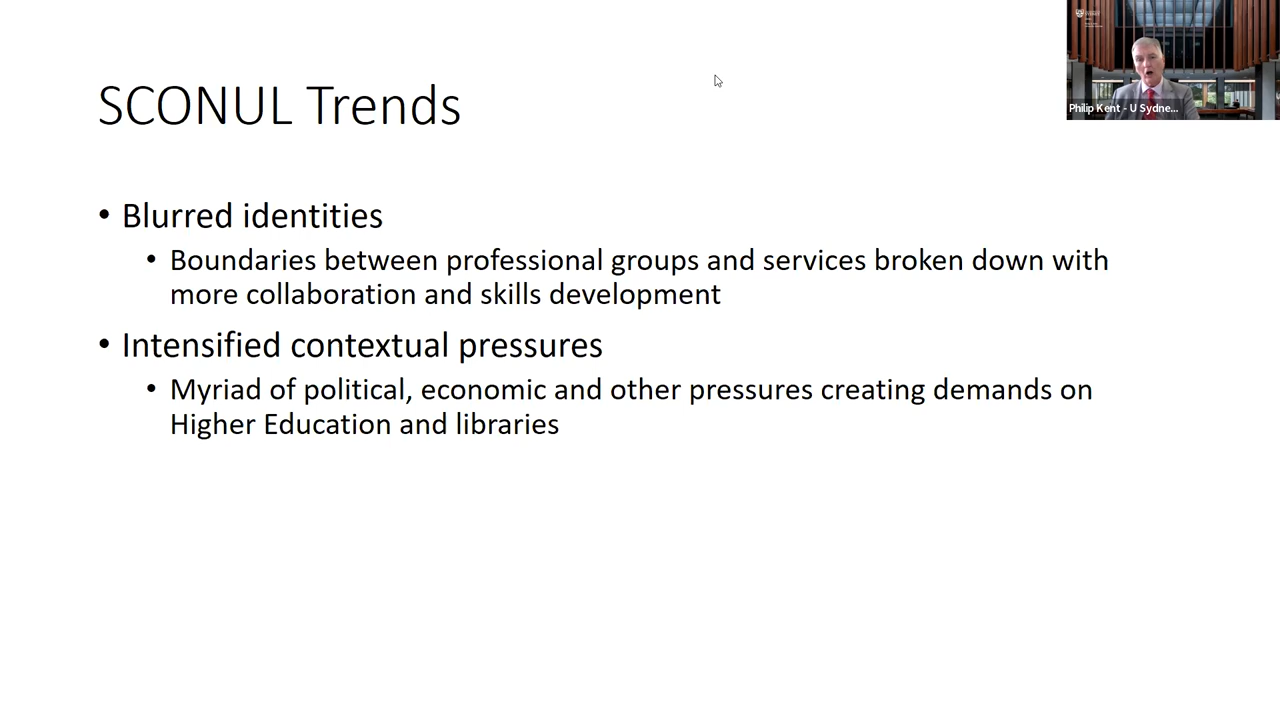 SCONUL Trends
Philip Kent - U Sydne...
• Blurred identities
• Boundaries between professional groups and services broken down with
more collaboration and skills development
• Intensified contextual pressures
• Myriad of political, economic and other pressures creating demands on
Higher Education and libraries